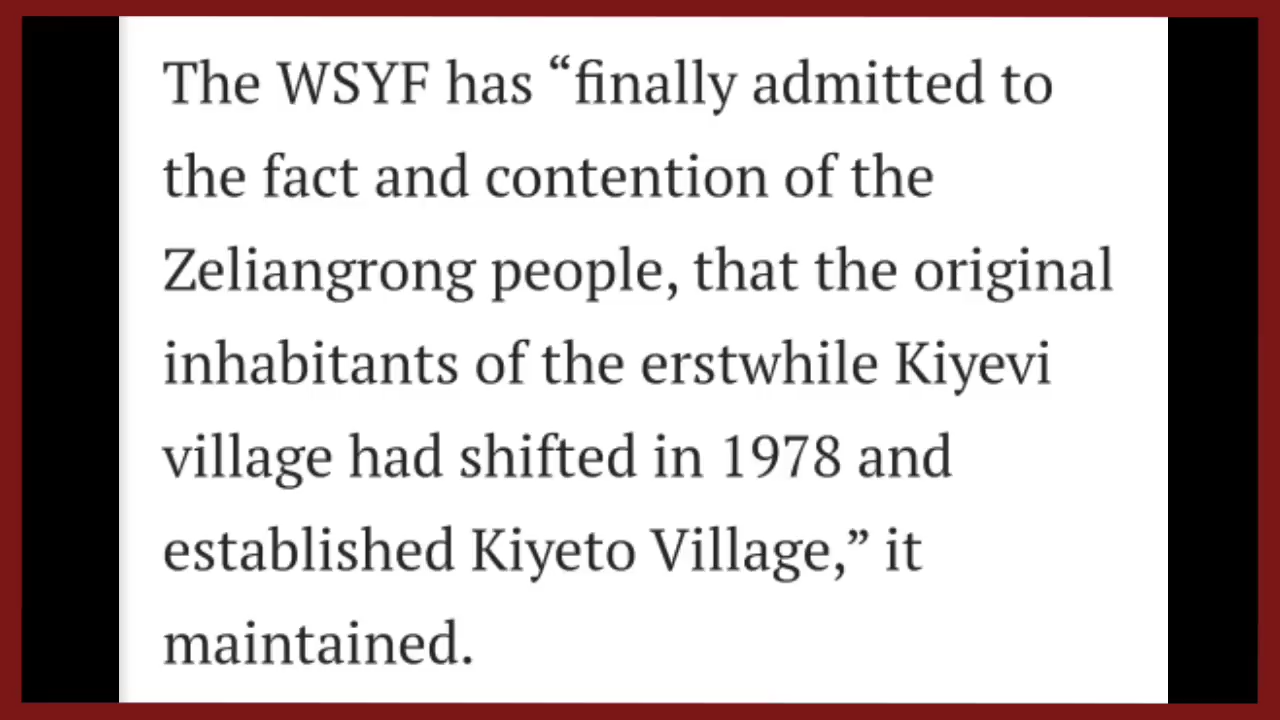 The WSYF has “finally admitted to
the fact and contention of the
Zeliangrong people, that the original
inhabitants of the erstwhile Kiyevi
village had shifted in 1978 and
established Kiyeto Village,” it
maintained.